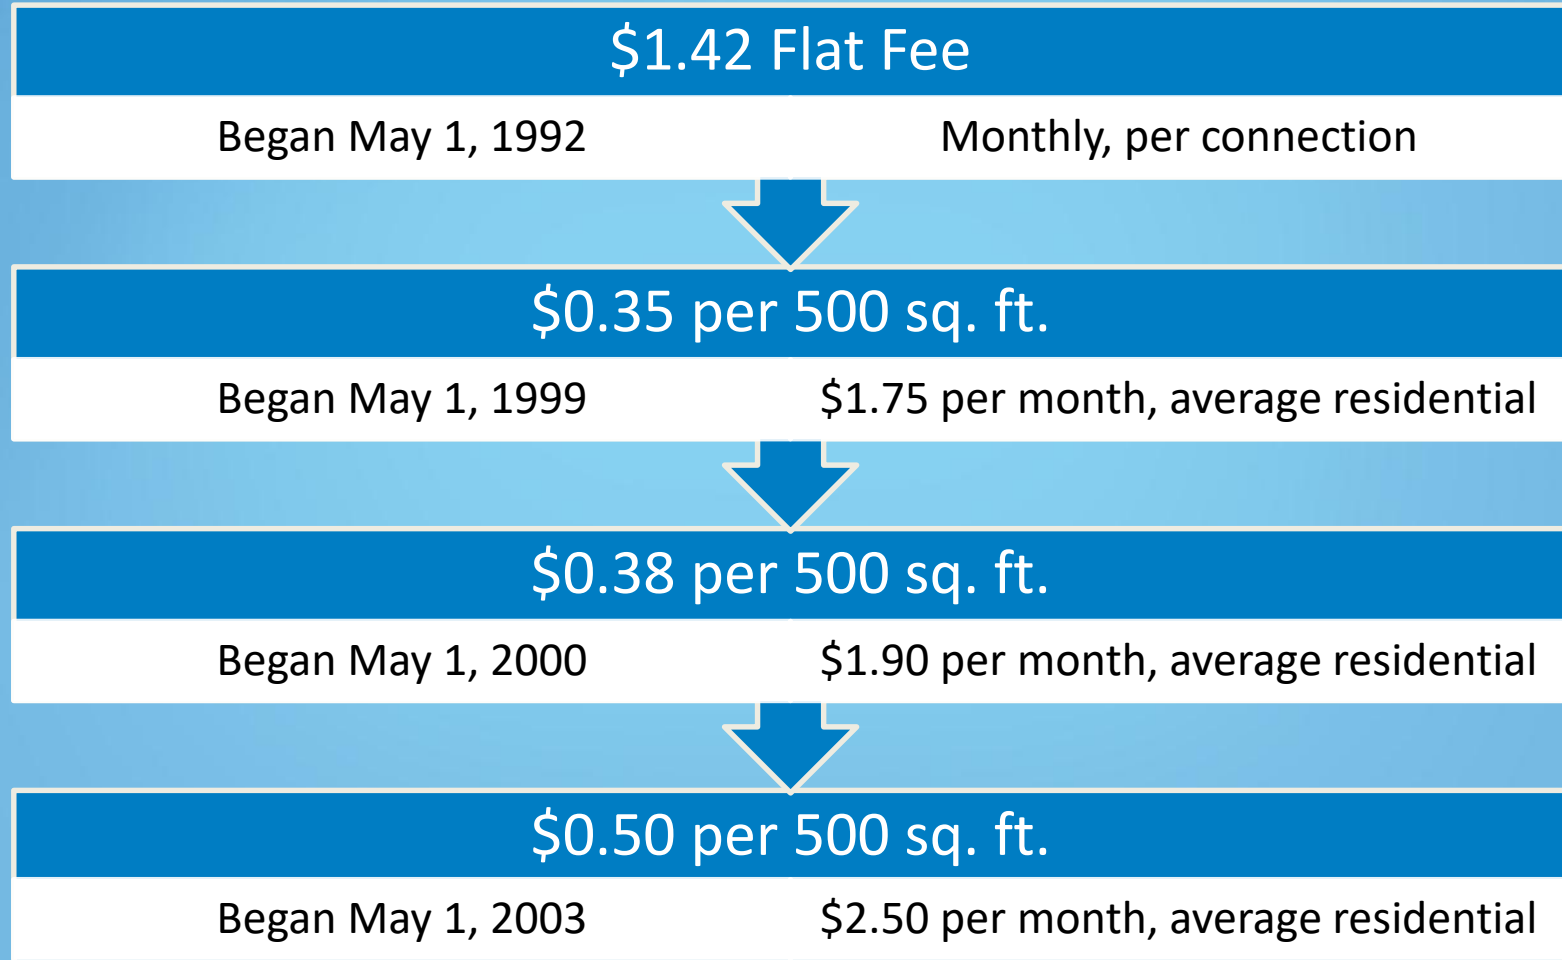 $1.42 Flat Fee
Began May 1, 1992 Monthly, per connection
$0.35 per 500 sq. ft.
Began May 1, 1999 $1.75 per month, average residential
$0.38 per 500 sq. ft.
Began May 1, 2000 $1.90 per month, average residential
$0.50 per 500 sq. ft.
Began May 1, 2003 $2.50 per month, average residential